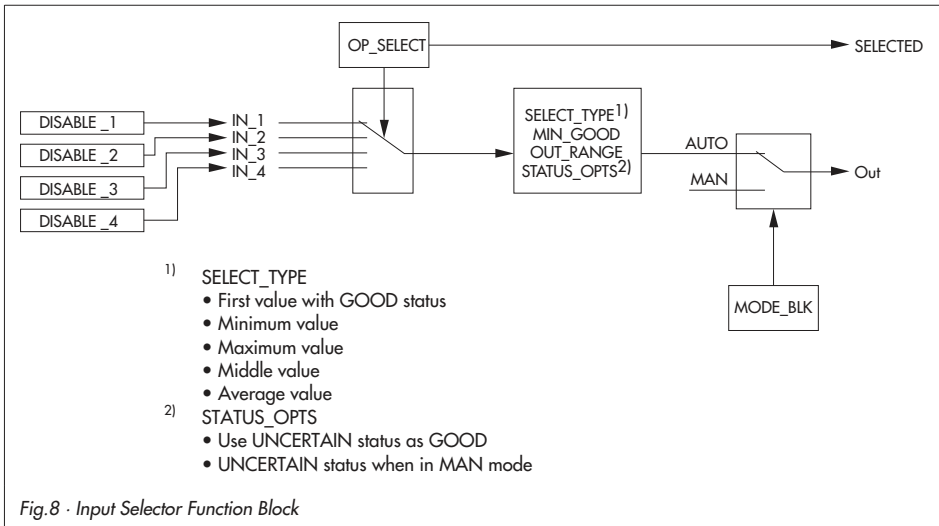 OP_SELECT
SELECTED
DISABLE _1
DISABLE _2
DISABLE _3
DISABLE _4
IN_1
IN_2
IN_3
IN_4
SELECT_TYPE1)
MIN_GOOD
OUT_RANGE
STATUS_OPTS2)
AUTO
MAN
Out
MODE_BLK
1) SELECT_TYPE
• First value with GOOD status
• Minimum value
• Maximum value
• Middle value
• Average value
2) STATUS_OPTS
• Use UNCERTAIN status as GOOD
• UNCERTAIN status when in MAN mode
Fig.8 · Input Selector Function Block